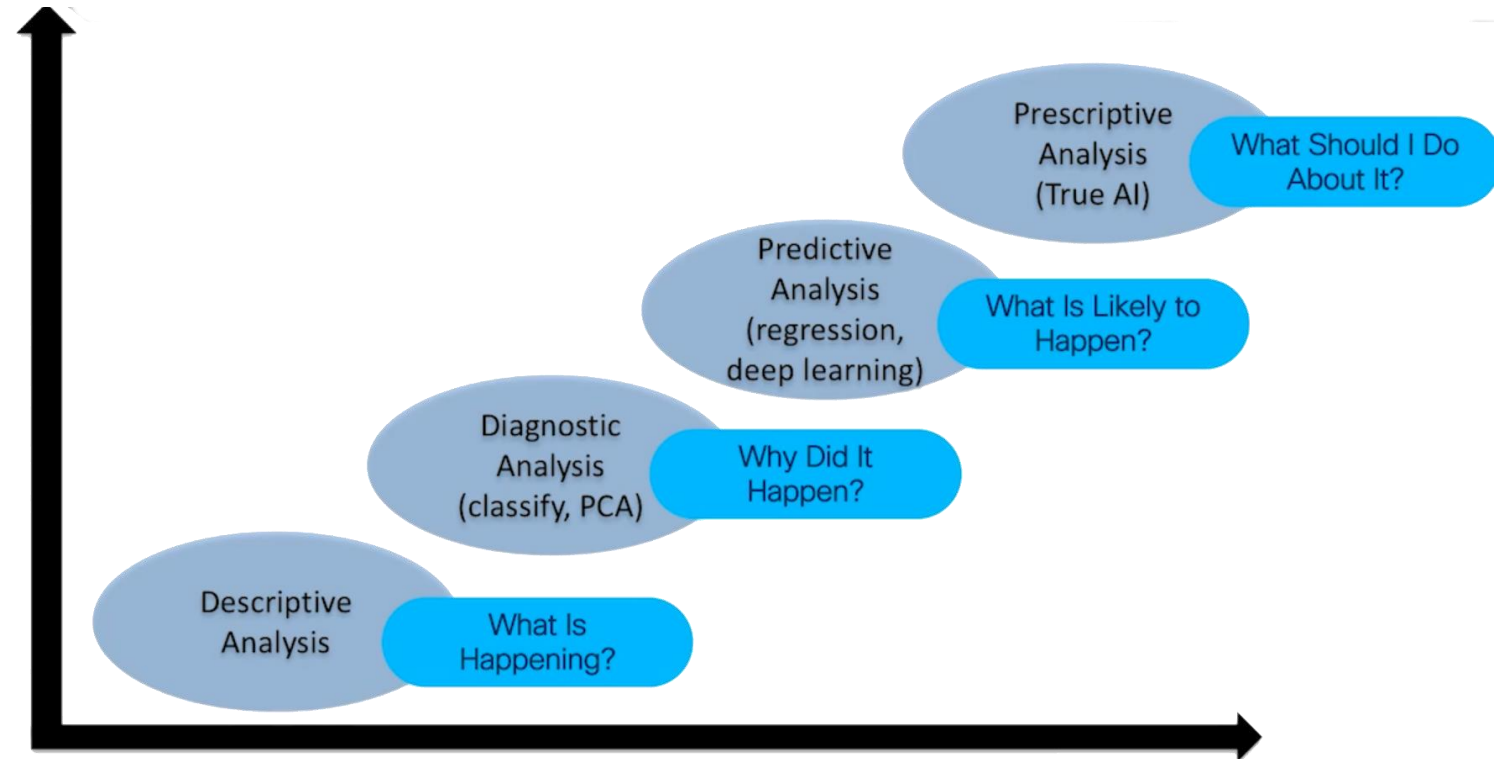 Prescriptive
Analysis
(True AI)
What Should I Do
About It?
Predictive
Analysis
(regression,
deep learning)
What Is Likely to
Happen?
Diagnostic
Analysis
(classify, PCA)
Why Did It
Happen?
Descriptive
Analysis
What Is
Happening?